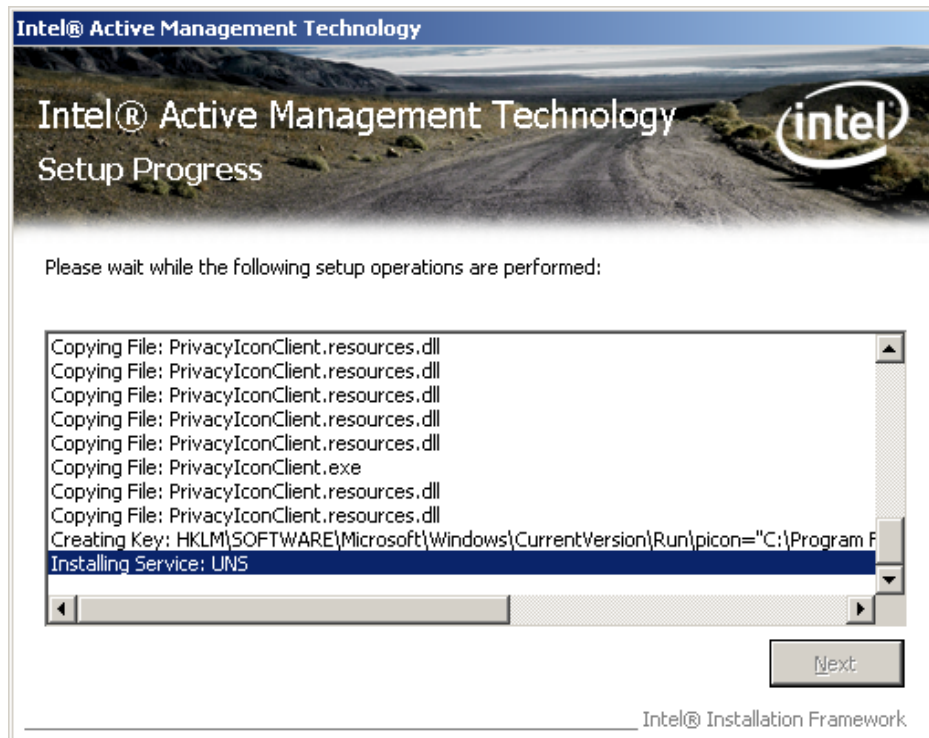 Intel® Active Management Technology
Intel® Active Management Technology
intel
Setup Progress
Please wait while the following setup operations are performed:
Copying File: PrivacyIconClient.resources.dll
Copying File: PrivacyIconClient.resources.dll
Copying File: PrivacyIconClient.resources.dll
Copying File: PrivacyIconClient.resources.dll
Copying File: PrivacyIconClient.resources.dll
Copying File: PrivacyIconClient.exe
Copying File: PrivacyIconClient.resources.dll
Copying File: PrivacyIconClient.resources.dll
Creating Key: HKLM\SOFTWARE\Microsoft\Windows\CurrentVersion\Run\picon="C:\Program F
Installing Service: UNS
Next
Intel® Installation Framework